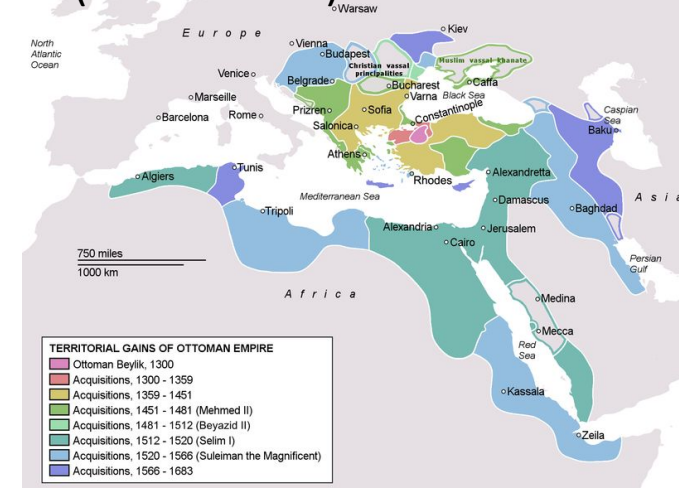 Warsaw
Kiev
Europe
North
Atlantic
Ocean
Vienna
Budapest
Christian vassal
principalities
Muslim vassal khanate
Venice
Belgrade
Bucharest
Caffa
Varna
Black Sea
Marseille
Caspian
Sea
Prizren
Sofia
Constantinople
Barcelona
Rome
Salonica
Baku
Athens
Tunis
Algiers
Rhodes
Alexandretta
Mediterranean Sea
Damascus
Asia
Tripoli
Baghdad
Alexandria
Jerusalem
Cairo
750 miles
1000 km
Persian
Gulf
Africa
Medina
Mecca
Red
Sea
TERRITORIAL GAINS OF OTTOMAN EMPIRE
Ottoman Beylik, 1300
Acquisitions, 1300 - 1359
Acquisitions, 1359 - 1451
Acquisitions, 1451 - 1481 (Mehmed II)
Acquisitions, 1481 - 1512 (Beyazid II)
Acquisitions, 1512 - 1520 (Selim I)
Acquisitions, 1520 - 1566 (Suleiman the Magnificent)
Acquisitions, 1566 - 1683
Kassala
Zeila